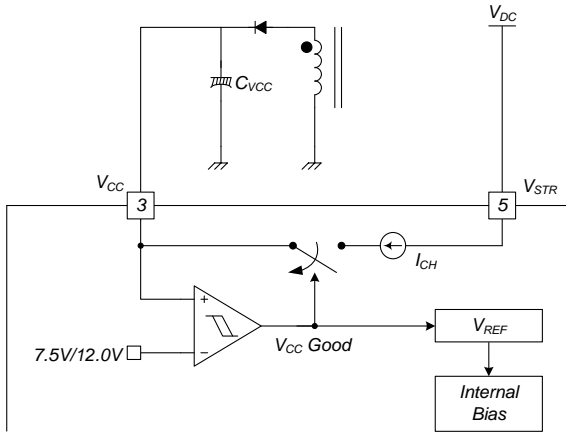 V_DC
C_VCC
V_CC
3
5
V_STR
I_CH
+
7.5V/12.0V
−
V_CC Good
V_REF
Internal
Bias